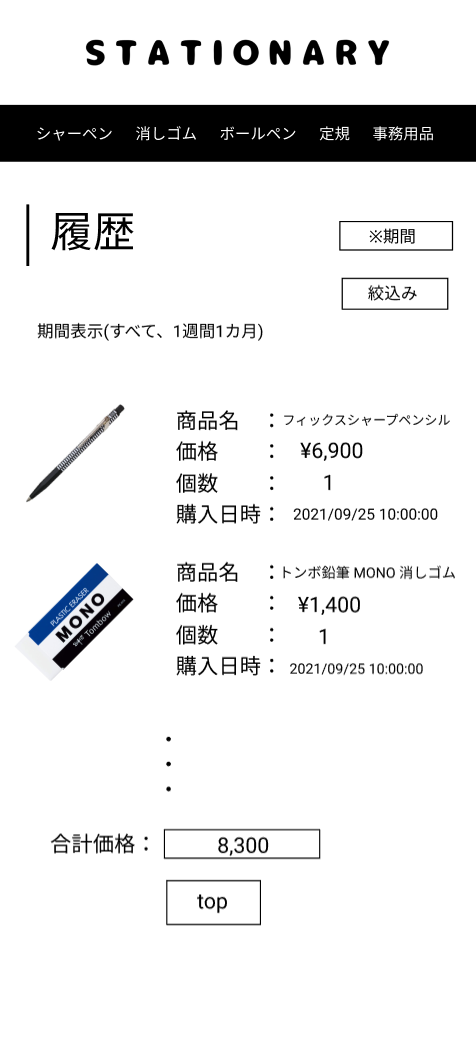 STATIONARY
シャーペン 消しゴム ボールペン 定規 事務用品
履歴
※期間
絞込み
期間表示(すべて、1週間1カ月)
商品名 ：フィックスシャープペンシル
価格 ： ¥6,900
個数 ： 1
購入日時： 2021/09/25 10:00:00
PLASTIC ERASER
MONO
Tombow
商品名 ：トンボ鉛筆 MONO 消しゴム
価格 ： ¥1,400
個数 ： 1
購入日時： 2021/09/25 10:00:00
・
・
・
合計価格： 8,300
top